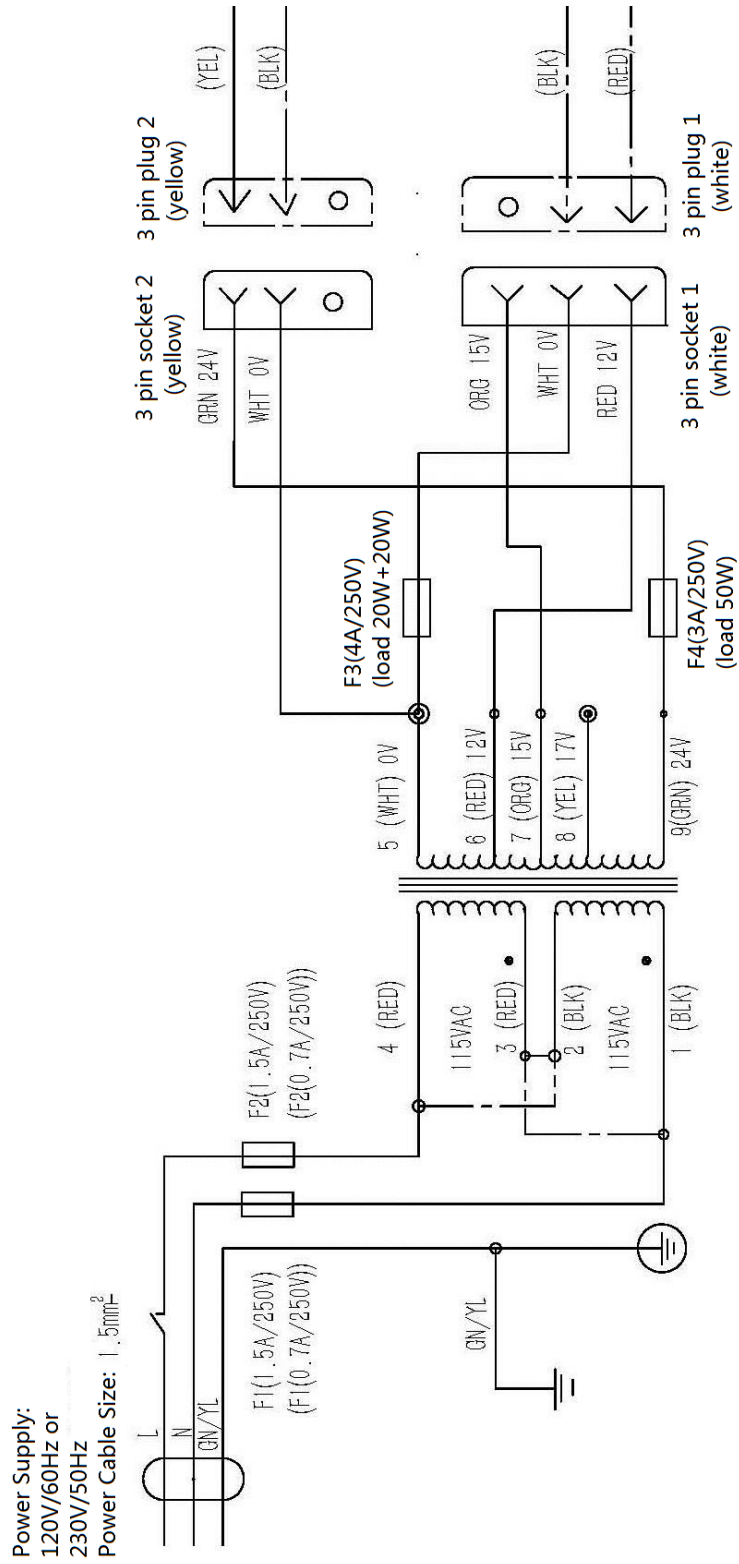 Power Supply:
120V/60Hz or
230V/50Hz
Power Cable Size: 1.5mm²
L
N
GN/YL
F1(1.5A/250V)
(F1(0.7A/250V))
F2(1.5A/250V)
(F2(0.7A/250V))
GN/YL
4 (RED)
115VAC
3 (RED)
2 (BLK)
115VAC
1 (BLK)
5 (WHT) 0V
6 (RED) 12V
7 (ORG) 15V
8 (YEL) 17V
9(GRN) 24V
F3(4A/250V)
(load 20W+20W)
F4(3A/250V)
(load 50W)
GRN 24V
WHT 0V
ORG 15V
WHT 0V
RED 12V
3 pin socket 2
(yellow)
3 pin socket 1
(white)
3 pin plug 2
(yellow)
3 pin plug 1
(white)
(YEL)
(BLK)
(BLK)
(RED)